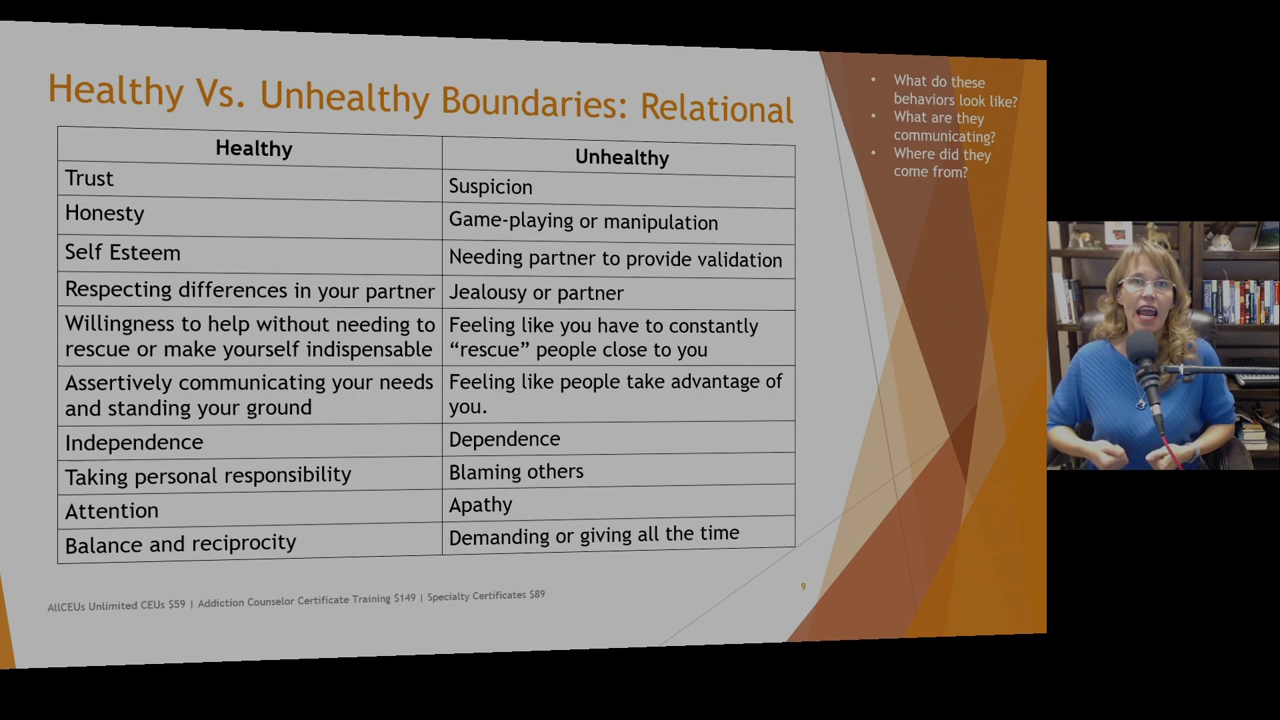 Healthy Vs. Unhealthy Boundaries: Relational
Healthy
Unhealthy
Trust
Suspicion
Honesty
Game-playing or manipulation
Self Esteem
Needing partner to provide validation
Respecting differences in your partner
Jealousy or partner
Willingness to help without needing to
rescue or make yourself indispensable
Feeling like you have to constantly
“rescue” people close to you
Assertively communicating your needs
and standing your ground
Feeling like people take advantage of
you.
Independence
Dependence
Taking personal responsibility
Blaming others
Attention
Apathy
Balance and reciprocity
Demanding or giving all the time
AllCEUs Unlimited CEUs $59 | Addiction Counselor Certificate Training $149 | Specialty Certificates $89
9
• What do these
behaviors look like?
• What are they
communicating?
• Where did they
come from?